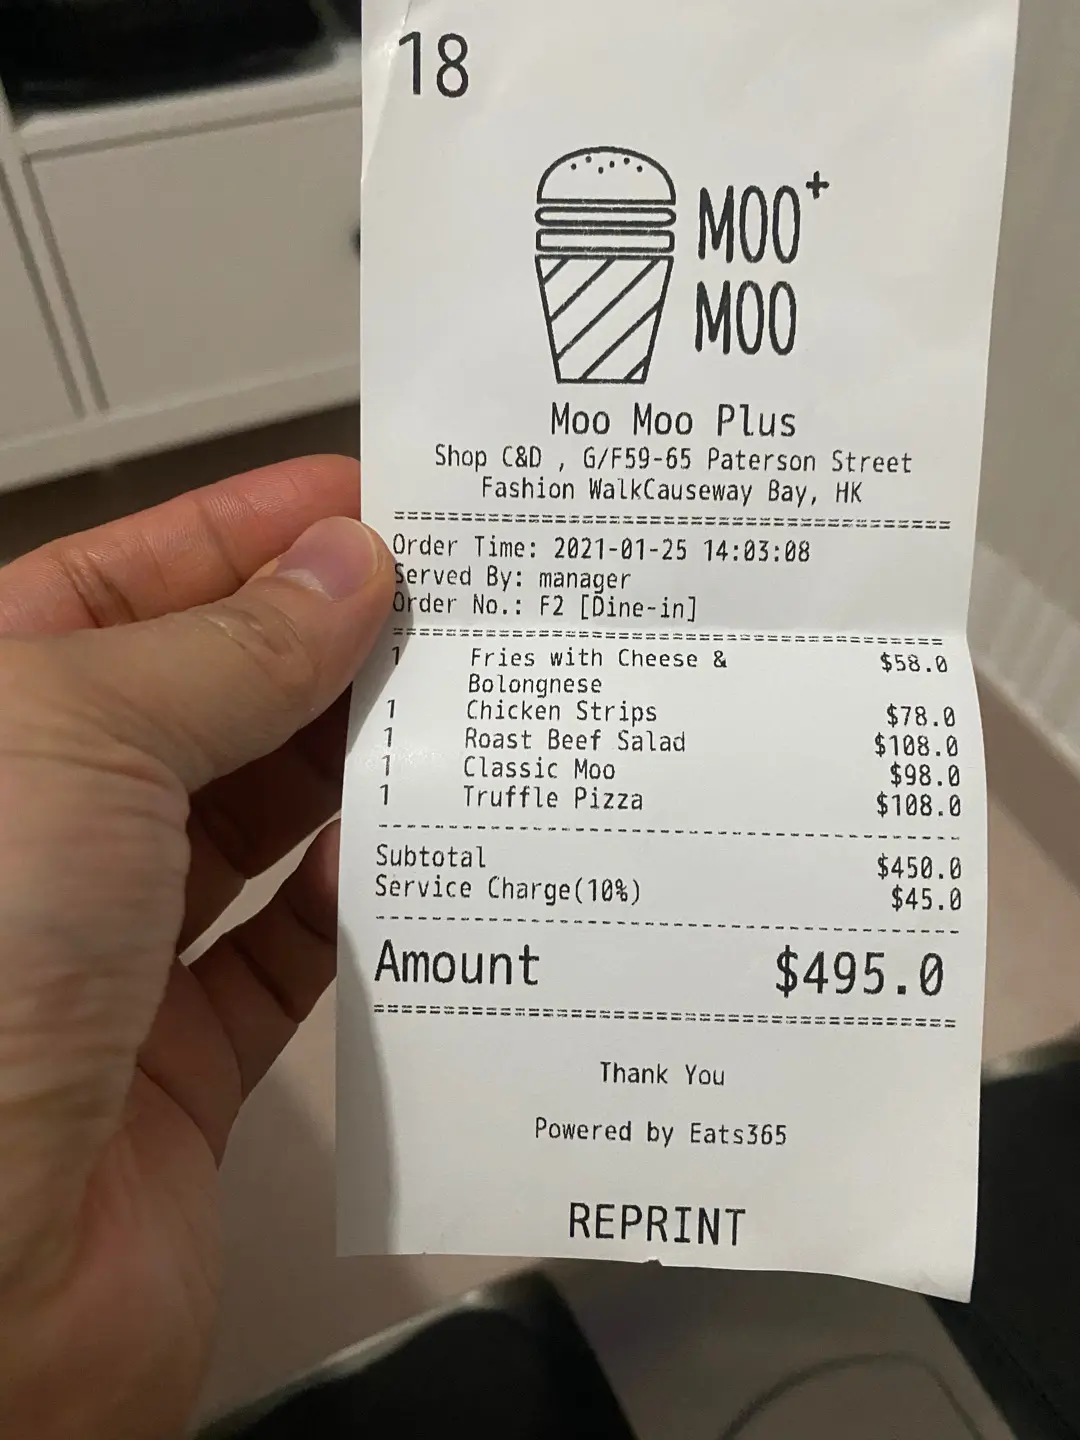 18
MOO+
MOO
Moo Moo Plus
Shop C&D , G/F59-65 Paterson Street
Fashion WalkCauseway Bay, HK
Order Time: 2021-01-25 14:03:08
Served By: manager
Order No.: F2 [Dine-in]
1 Fries with Cheese & $58.0
Bolongnese
1 Chicken Strips $78.0
1 Roast Beef Salad $108.0
1 Classic Moo $98.0
1 Truffle Pizza $108.0
Subtotal $450.0
Service Charge(10%) $45.0
Amount $495.0
Thank You
Powered by Eats365
REPRINT